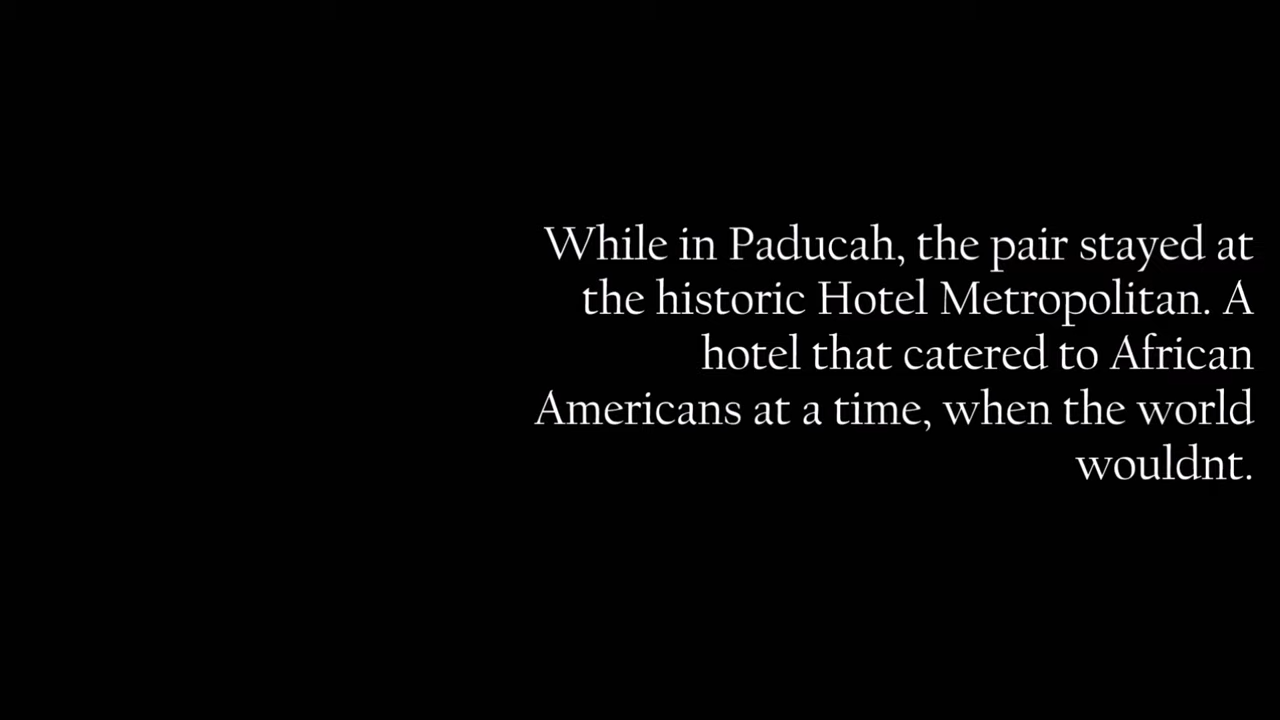 While in Paducah, the pair stayed at
the historic Hotel Metropolitan. A
hotel that catered to African
Americans at a time, when the world
wouldnt.